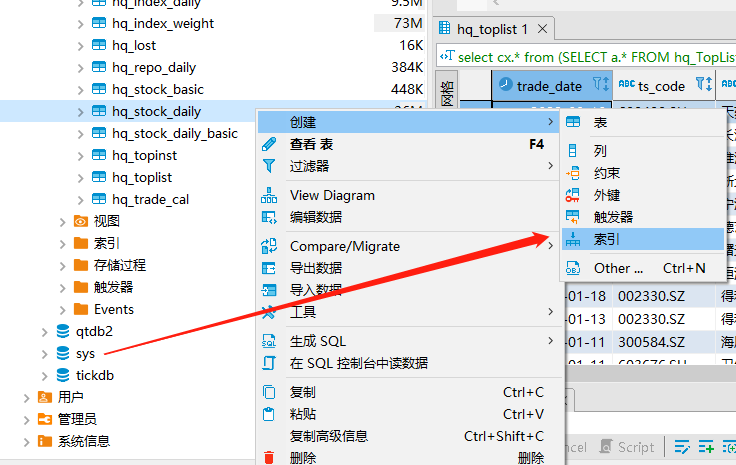 hq_index_daily 9.5M
hq_index_weight 73M
hq_lost 16K
hq_repo_daily 384K
hq_stock_basic 448K
hq_stock_daily
hq_stock_daily_basic
hq_topinst
hq_toplist
hq_trade_cal
视图
索引
存储过程
触发器
Events
qtdb2
sys
tickdb
用户
管理员
系统信息
hq_toplist 1
select cx.* from (SELECT a.* FROM hq_TopList
网格
trade_date
ABC ts_code
ABC
创建
查看 表 F4
过滤器
View Diagram
编辑数据
Compare/Migrate
导出数据
导入数据
工具
生成 SQL
在 SQL 控制台中读数据
复制 Ctrl+C
粘贴 Ctrl+V
复制高级信息 Ctrl+Shift+C
删除 删除
表
列
约束
外键
触发器
索引
Other ... Ctrl+N
-01-18 002330.SZ
-01-13 002330.SZ
-01-11 300584.SZ
Script